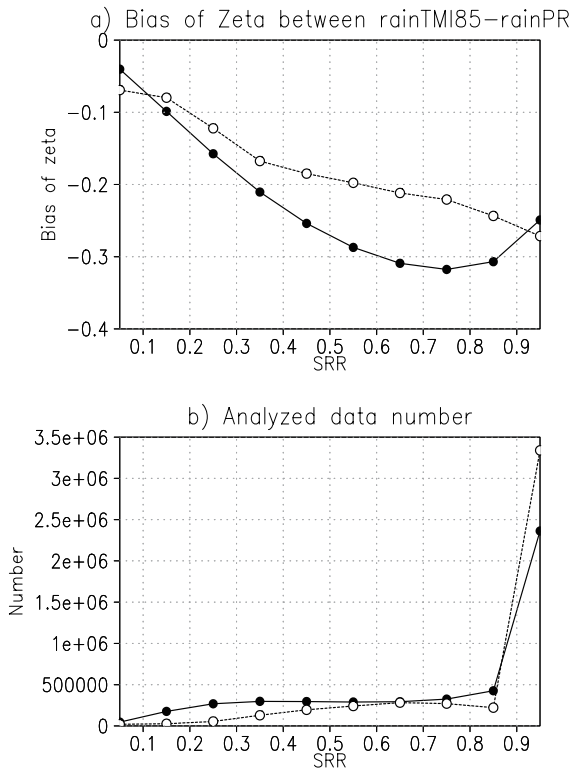 a) Bias of Zeta between rainTMI85-rainPR
0
-0.1
-0.2
-0.3
-0.4
Bias of zeta
0.1 0.2 0.3 0.4 0.5 0.6 0.7 0.8 0.9
SRR
b) Analyzed data number
3.5e+06
3e+06
2.5e+06
2e+06
1.5e+06
1e+06
500000
0
Number
0.1 0.2 0.3 0.4 0.5 0.6 0.7 0.8 0.9
SRR